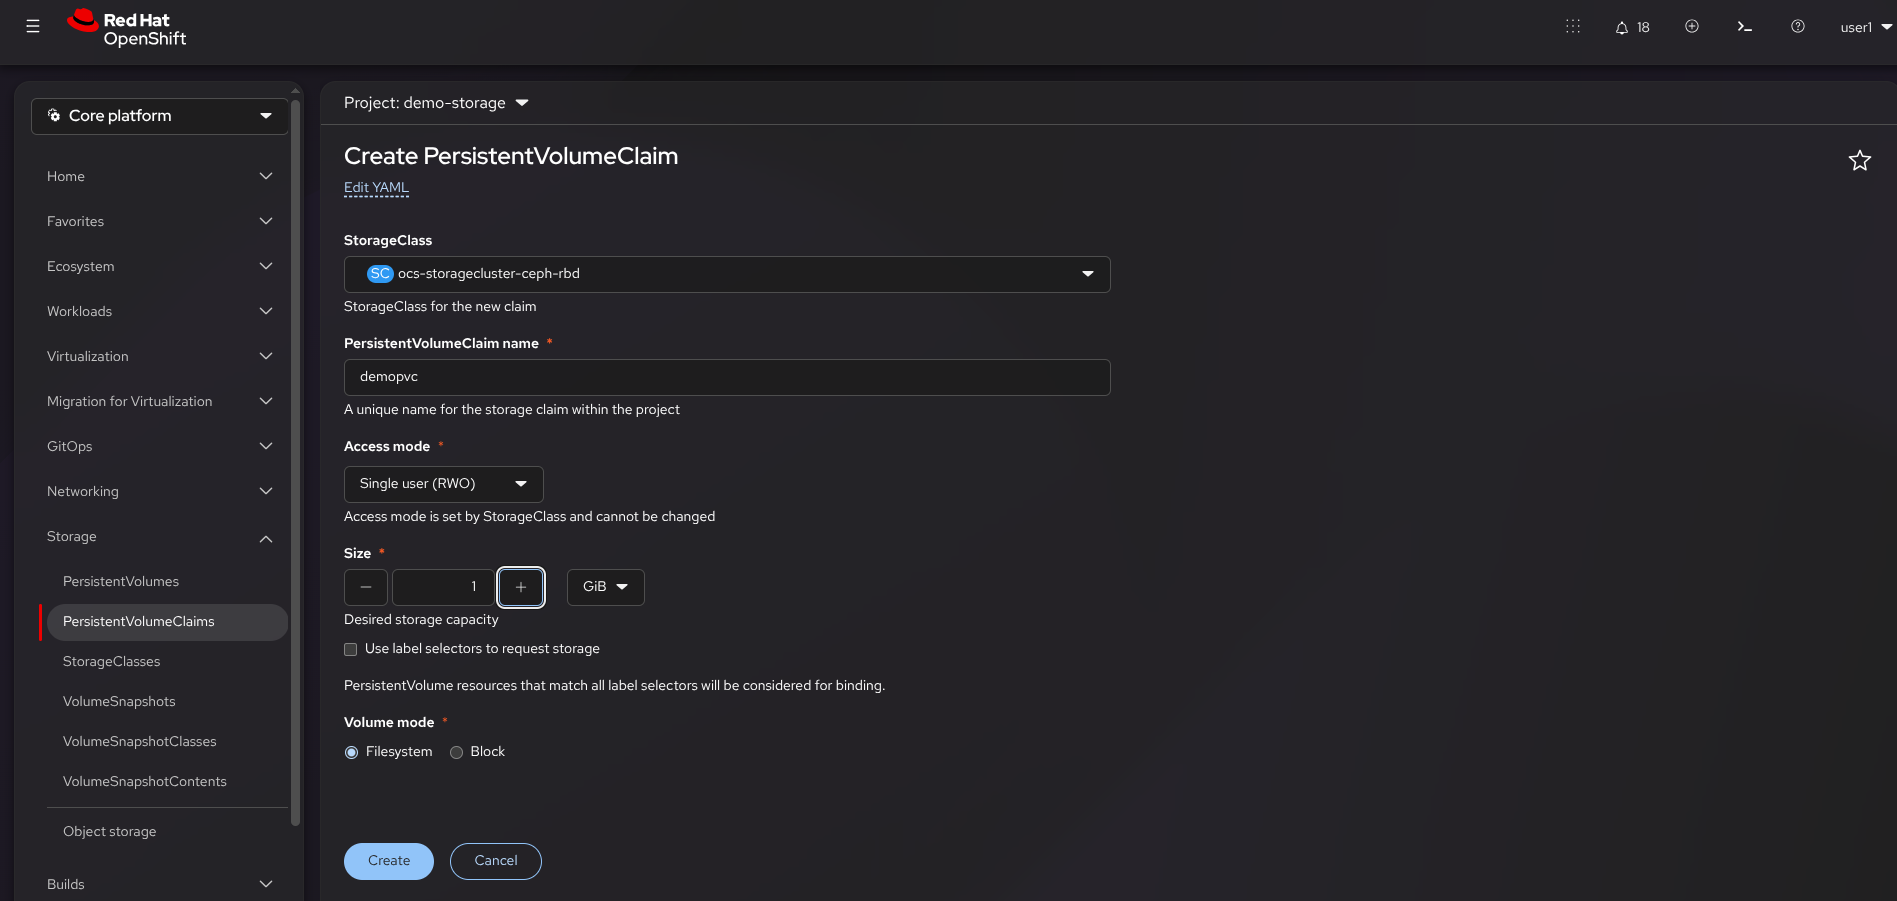 Red Hat
OpenShift
18
user1
Core platform
Home
Favorites
Ecosystem
Workloads
Virtualization
Migration for Virtualization
GitOps
Networking
Storage
PersistentVolumes
PersistentVolumeClaims
StorageClasses
VolumeSnapshots
VolumeSnapshotClasses
VolumeSnapshotContents
Object storage
Builds
Project: demo-storage
Create PersistentVolumeClaim
Edit YAML
StorageClass
SC ocs-storagecluster-ceph-rbd
StorageClass for the new claim
PersistentVolumeClaim name *
demopvc
A unique name for the storage claim within the project
Access mode *
Single user (RWO)
Access mode is set by StorageClass and cannot be changed
Size *
1 GiB
Desired storage capacity
Use label selectors to request storage
PersistentVolume resources that match all label selectors will be considered for binding.
Volume mode *
Filesystem Block
Create Cancel